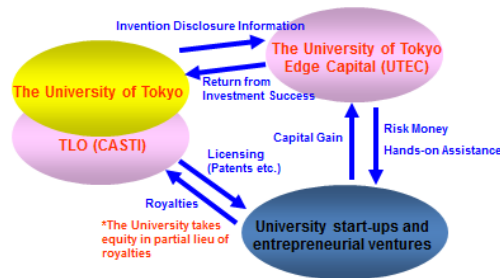 Invention Disclosure Information
The University of Tokyo
Edge Capital (UTEC)
The University of Tokyo
Return from
Investment Success
TLO (CASTI)
Capital Gain
Risk Money
Hands-on Assistance
Licensing
(Patents etc.)
Royalties
*The University takes
equity in partial lieu of
royalties
University start-ups and
entrepreneurial ventures